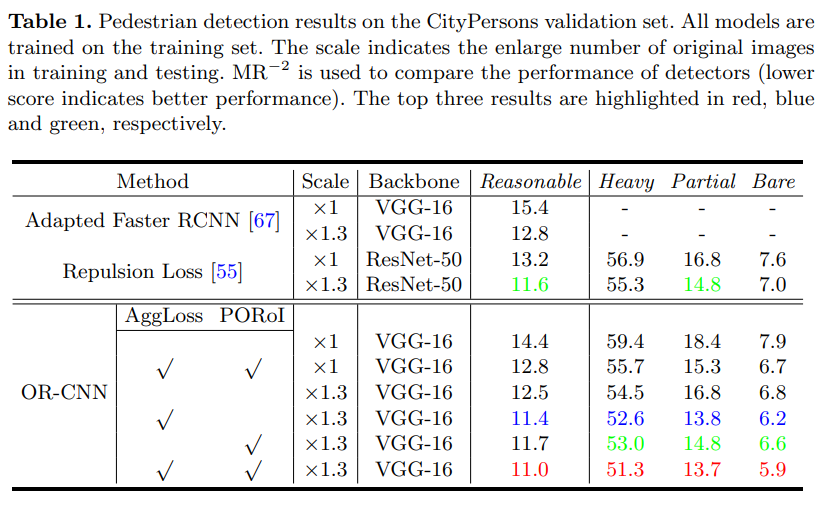 Table 1. Pedestrian detection results on the CityPersons validation set. All models are
trained on the training set. The scale indicates the enlarge number of original images
in training and testing. MR⁻² is used to compare the performance of detectors (lower
score indicates better performance). The top three results are highlighted in red, blue
and green, respectively.
Method Scale Backbone Reasonable Heavy Partial Bare
Adapted Faster RCNN [67] ×1 VGG-16 15.4 - - -
×1.3 VGG-16 12.8 - - -
Repulsion Loss [55] ×1 ResNet-50 13.2 56.9 16.8 7.6
×1.3 ResNet-50 11.6 55.3 14.8 7.0
AggLoss PORoI
×1 VGG-16 14.4 59.4 18.4 7.9
√ √ ×1 VGG-16 12.8 55.7 15.3 6.7
OR-CNN ×1.3 VGG-16 12.5 54.5 16.8 6.8
√ ×1.3 VGG-16 11.4 52.6 13.8 6.2
√ ×1.3 VGG-16 11.7 53.0 14.8 6.6
√ √ ×1.3 VGG-16 11.0 51.3 13.7 5.9